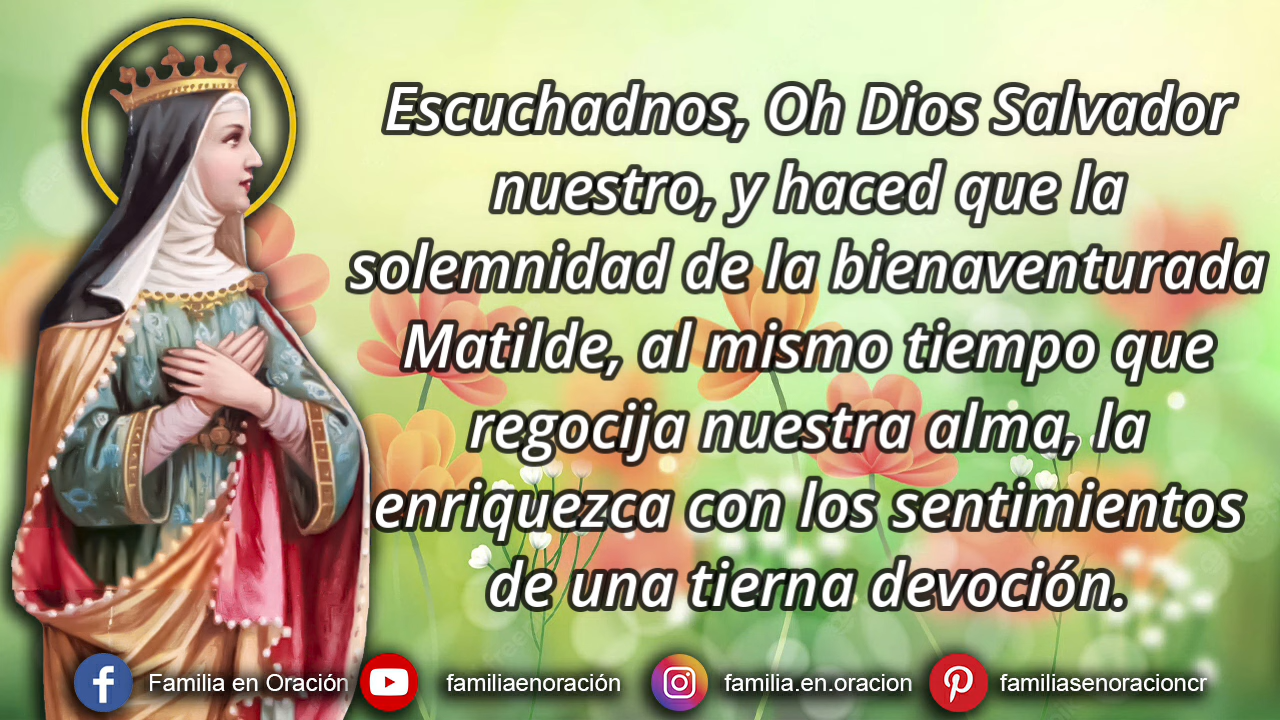 Escuchadnos, Oh Dios Salvador
nuestro, y haced que la
solemnidad de la bienaventurada
Matilde, al mismo tiempo que
regocija nuestra alma, la
enriquezca con los sentimientos
de una tierna devoción.
Familia en Oración
familiaenoración
familia.en.oracion
familiasenoracioncr